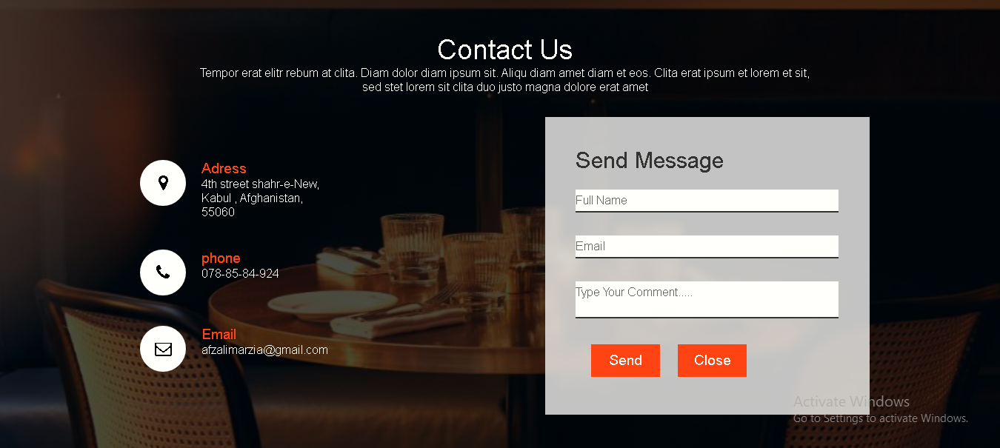 Contact Us
Tempor erat elitr rebum at clita. Diam dolor diam ipsum sit. Aliqu diam amet diam et eos. Clita erat ipsum et lorem et sit,
sed stet lorem sit clita duo justo magna dolore erat amet
Adress
4th street shahr-e-New,
Kabul , Afghanistan,
55060
phone
078-85-84-924
Email
afzalimarzia@gmail.com
Send Message
Full Name
Email
Type Your Comment.....
Send
Close
Activate Windows
Go to Settings to activate Windows.